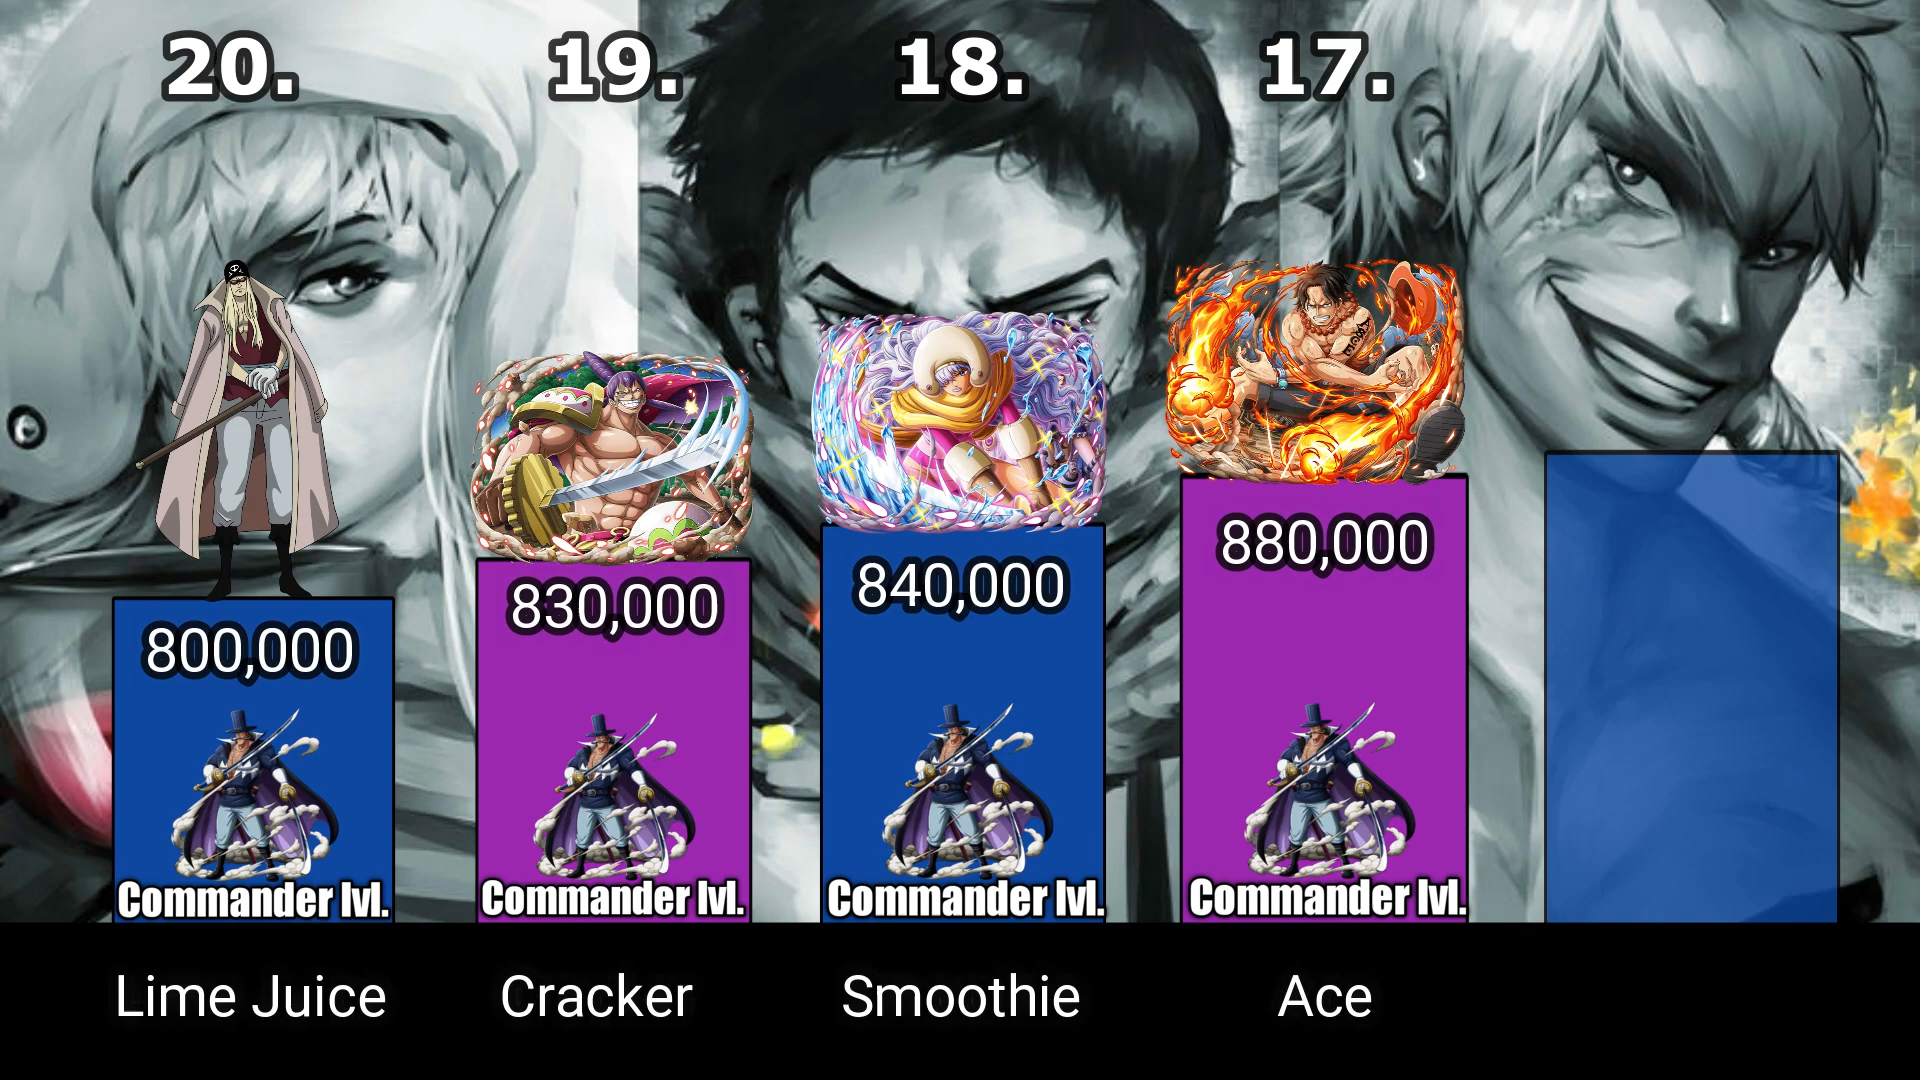 20.
19.
18.
17.
800,000
830,000
840,000
880,000
Commander lvl.
Commander lvl.
Commander lvl.
Commander lvl.
Lime Juice
Cracker
Smoothie
Ace